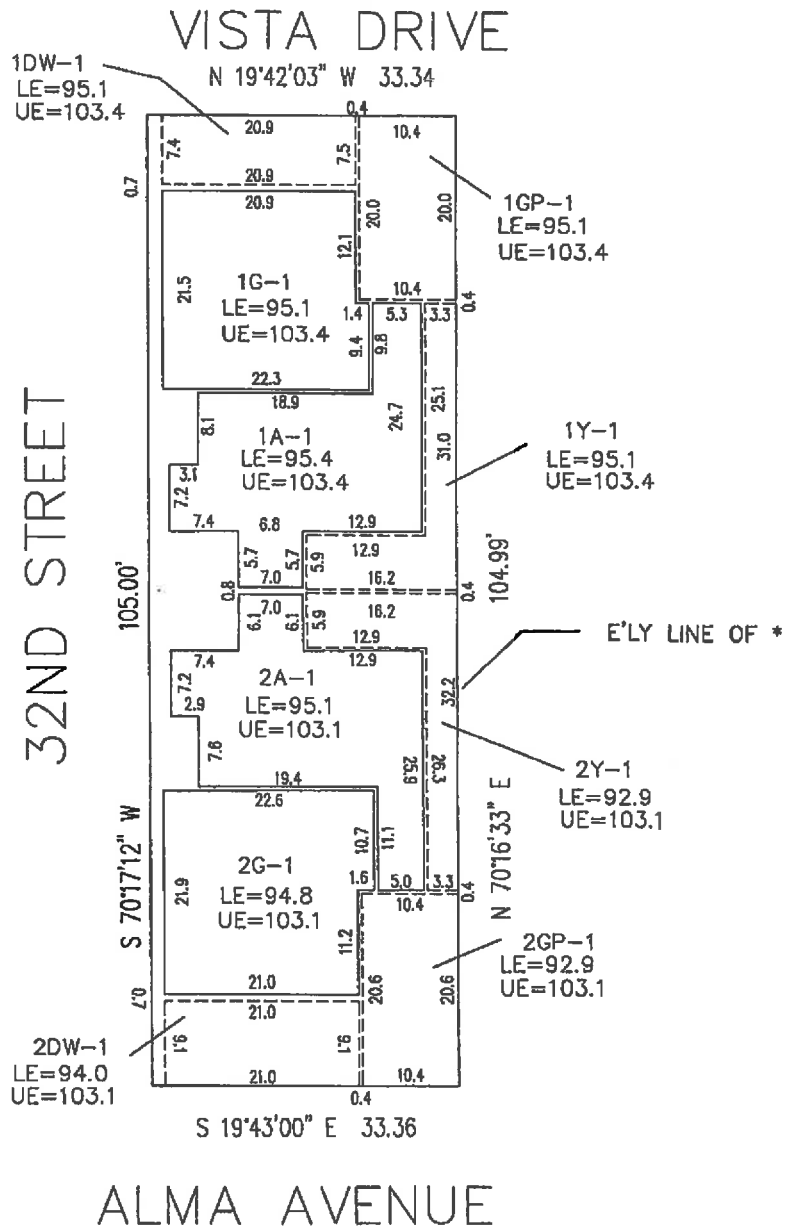 VISTA DRIVE
N 19°42'03" W 33.34
1DW-1
LE=95.1
UE=103.4
0.4
20.9
10.4
7.4
7.5
20.9
0.7
20.9
20.0
20.0
1GP-1
LE=95.1
UE=103.4
12.1
21.5
1G-1
LE=95.1
UE=103.4
10.4
1.4
5.3
3.3
0.4
9.4
9.8
22.3
18.9
24.7
25.1
31.0
8.1
1A-1
LE=95.4
UE=103.4
1Y-1
LE=95.1
UE=103.4
3.1
7.2
7.4
6.8
12.9
12.9
5.7
5.7
5.9
7.0
16.2
0.8
0.4
32ND STREET
105.00'
104.99'
7.0
16.2
6.1
6.1
5.9
12.9
7.4
12.9
E'LY LINE OF *
7.2
2.9
2A-1
LE=95.1
UE=103.1
32.2
7.6
25.9
26.3
2Y-1
LE=92.9
UE=103.1
19.4
22.6
S 70°17'12" W
N 70°16'33" E
10.7
11.1
2G-1
LE=94.8
UE=103.1
21.9
1.6
5.0
3.3
0.4
10.4
11.2
2GP-1
LE=92.9
UE=103.1
21.0
0.7
21.0
20.6
20.6
2DW-1
LE=94.0
UE=103.1
9.1
9.1
21.0
10.4
0.4
S 19°43'00" E 33.36
ALMA AVENUE